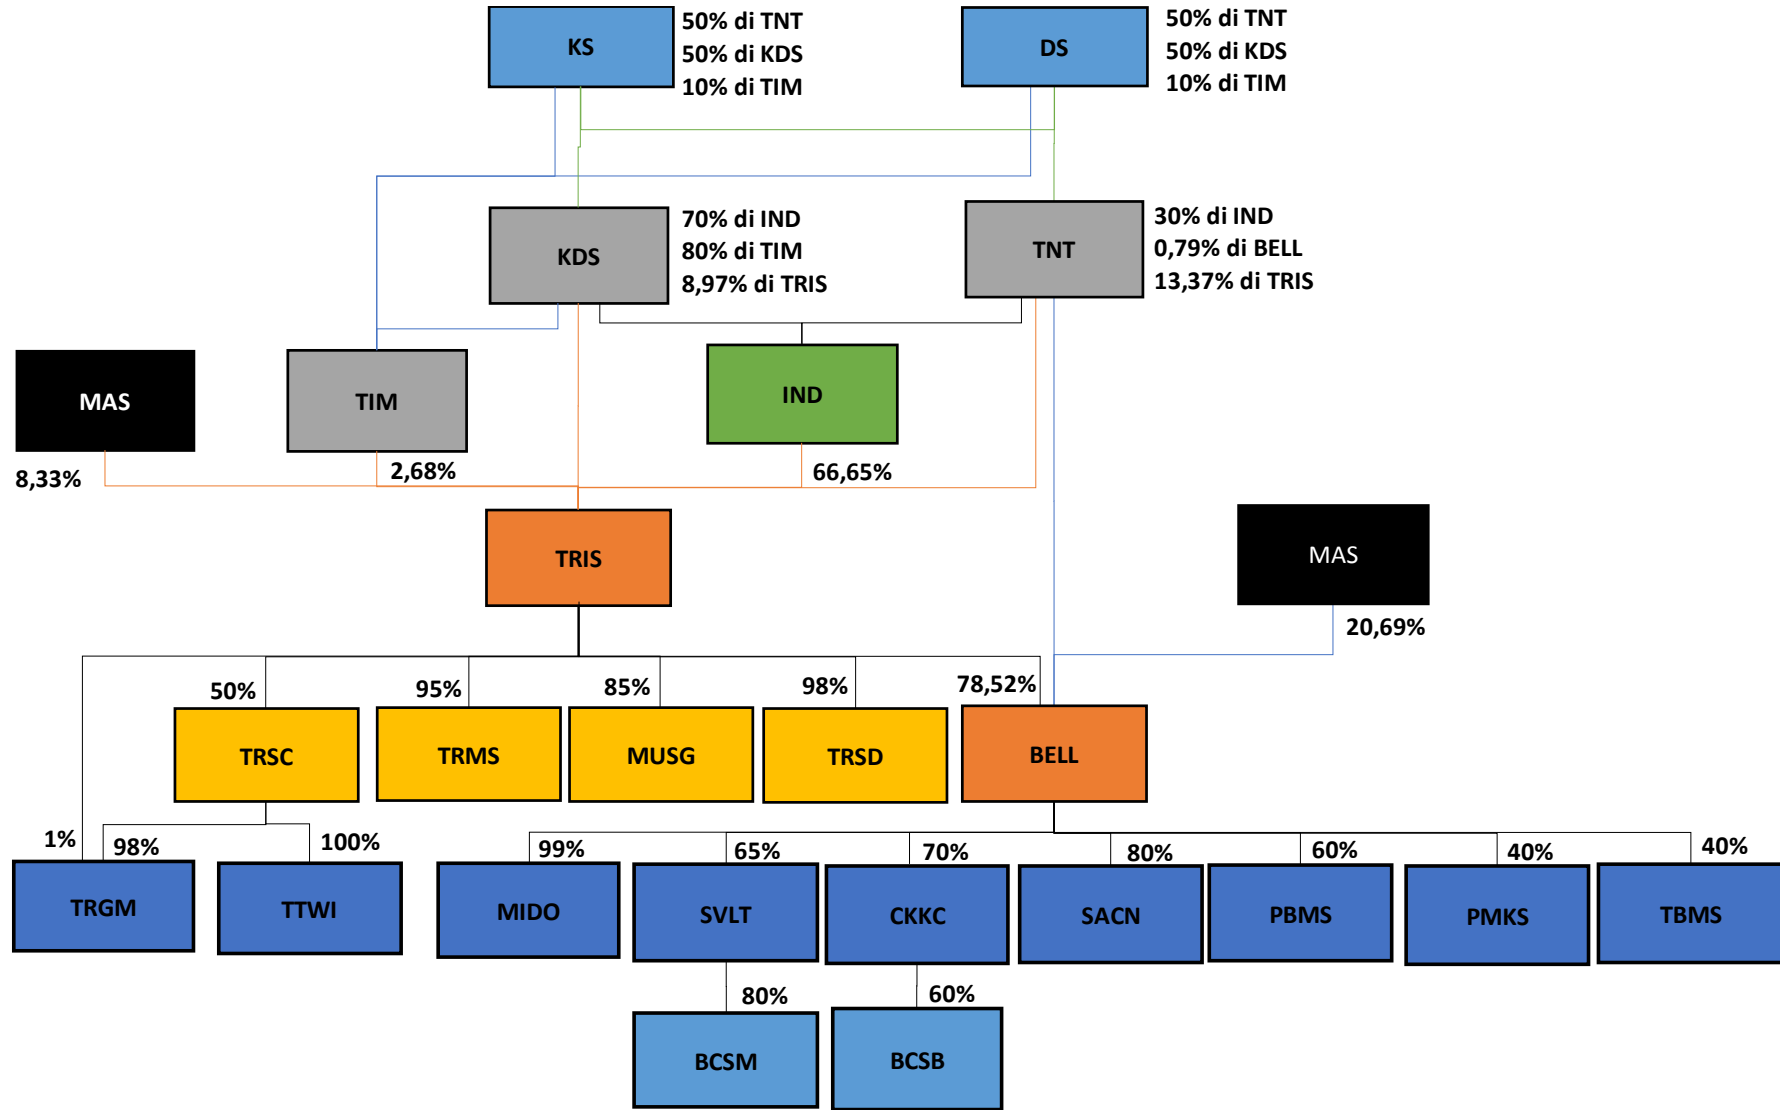 KS
50% di TNT
50% di KDS
10% di TIM
DS
50% di TNT
50% di KDS
10% di TIM
KDS
70% di IND
80% di TIM
8,97% di TRIS
TNT
30% di IND
0,79% di BELL
13,37% di TRIS
MAS
TIM
IND
8,33%
2,68%
66,65%
TRIS
MAS
20,69%
50%
95%
85%
98%
78,52%
TRSC
TRMS
MUSG
TRSD
BELL
1%
98%
100%
99%
65%
70%
80%
60%
40%
40%
TRGM
TTWI
MIDO
SVLT
CKKC
SACN
PBMS
PMKS
TBMS
80%
60%
BCSM
BCSB